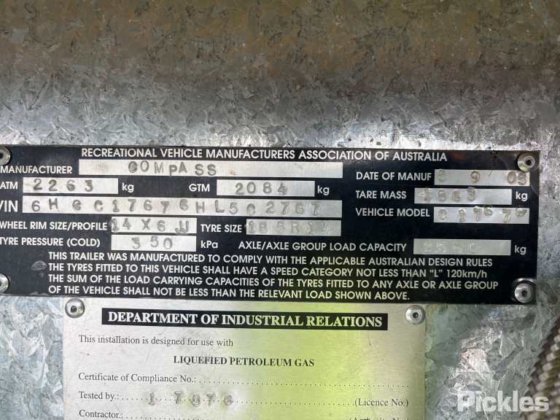 RECREATIONAL VEHICLE MANUFACTURERS ASSOCIATION OF AUSTRALIA
MANUFACTURER COMPASS DATE OF MANUF
ATM 2263 kg GTM 2084 kg TARE MASS kg
VIN VEHICLE MODEL
WHEEL RIM SIZE/PROFILE 14X6JJ TYRE SIZE
TYRE PRESSURE (COLD) 350 kPa AXLE/AXLE GROUP LOAD CAPACITY kg
THIS TRAILER WAS MANUFACTURED TO COMPLY WITH THE APPLICABLE AUSTRALIAN DESIGN RULES
THE TYRES FITTED TO THIS VEHICLE SHALL HAVE A SPEED CATEGORY NOT LESS THAN "L" 120km/h
THE SUM OF THE LOAD CARRYING CAPACITIES OF THE TYRES FITTED TO ANY AXLE OR AXLE GROUP
OF THE VEHICLE SHALL NOT BE LESS THAN THE RELEVANT LOAD SHOWN ABOVE.
DEPARTMENT OF INDUSTRIAL RELATIONS
This installation is designed for use with
LIQUEFIED PETROLEUM GAS
Certificate of Compliance No.:
Tested by: 17876 Licence No.:
Contractor: (
Pickles